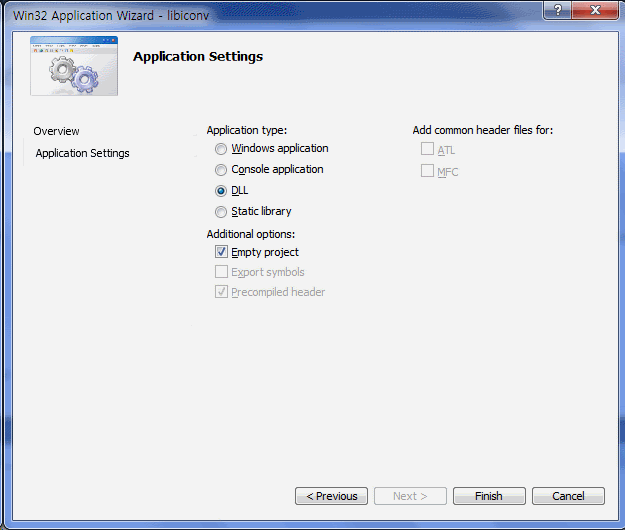 Win32 Application Wizard - libiconv
Application Settings
Overview
Application Settings
Application type:
Windows application
Console application
DLL
Static library
Additional options:
Empty project
Export symbols
Precompiled header
Add common header files for:
ATL
MFC
< Previous
Next >
Finish
Cancel